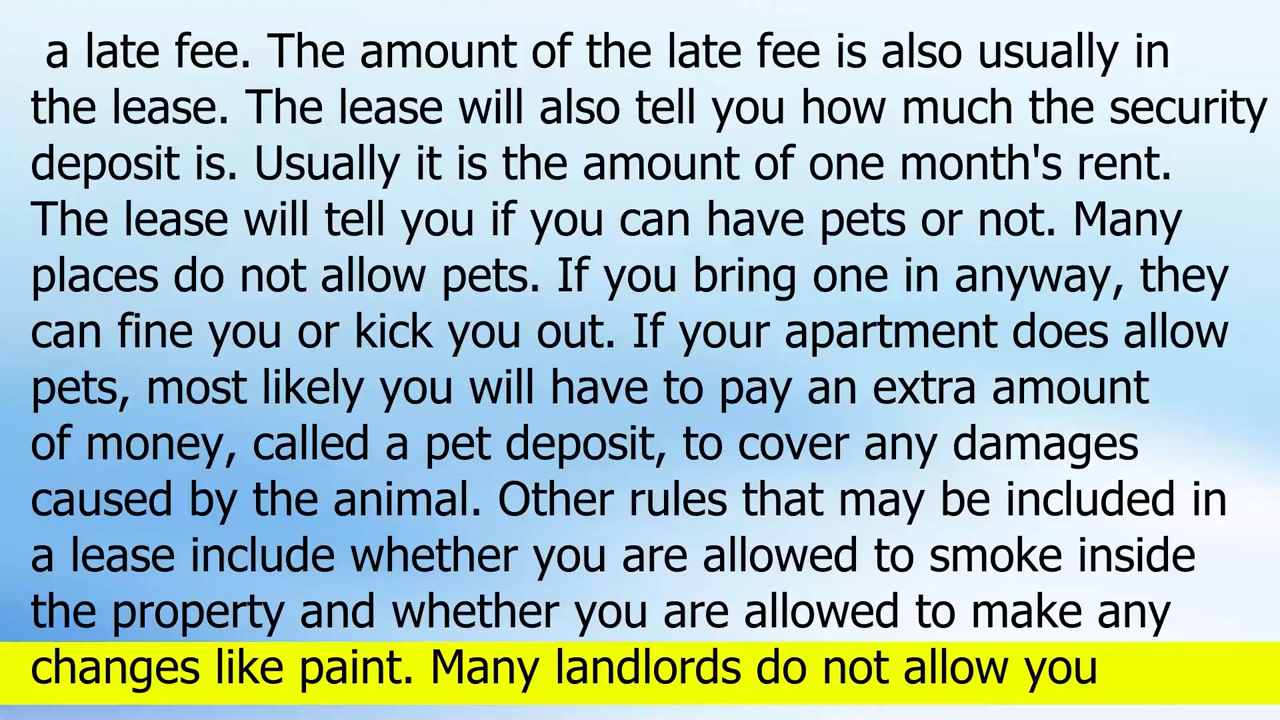 a late fee. The amount of the late fee is also usually in
the lease. The lease will also tell you how much the security
deposit is. Usually it is the amount of one month's rent.
The lease will tell you if you can have pets or not. Many
places do not allow pets. If you bring one in anyway, they
can fine you or kick you out. If your apartment does allow
pets, most likely you will have to pay an extra amount
of money, called a pet deposit, to cover any damages
caused by the animal. Other rules that may be included in
a lease include whether you are allowed to smoke inside
the property and whether you are allowed to make any
changes like paint. Many landlords do not allow you